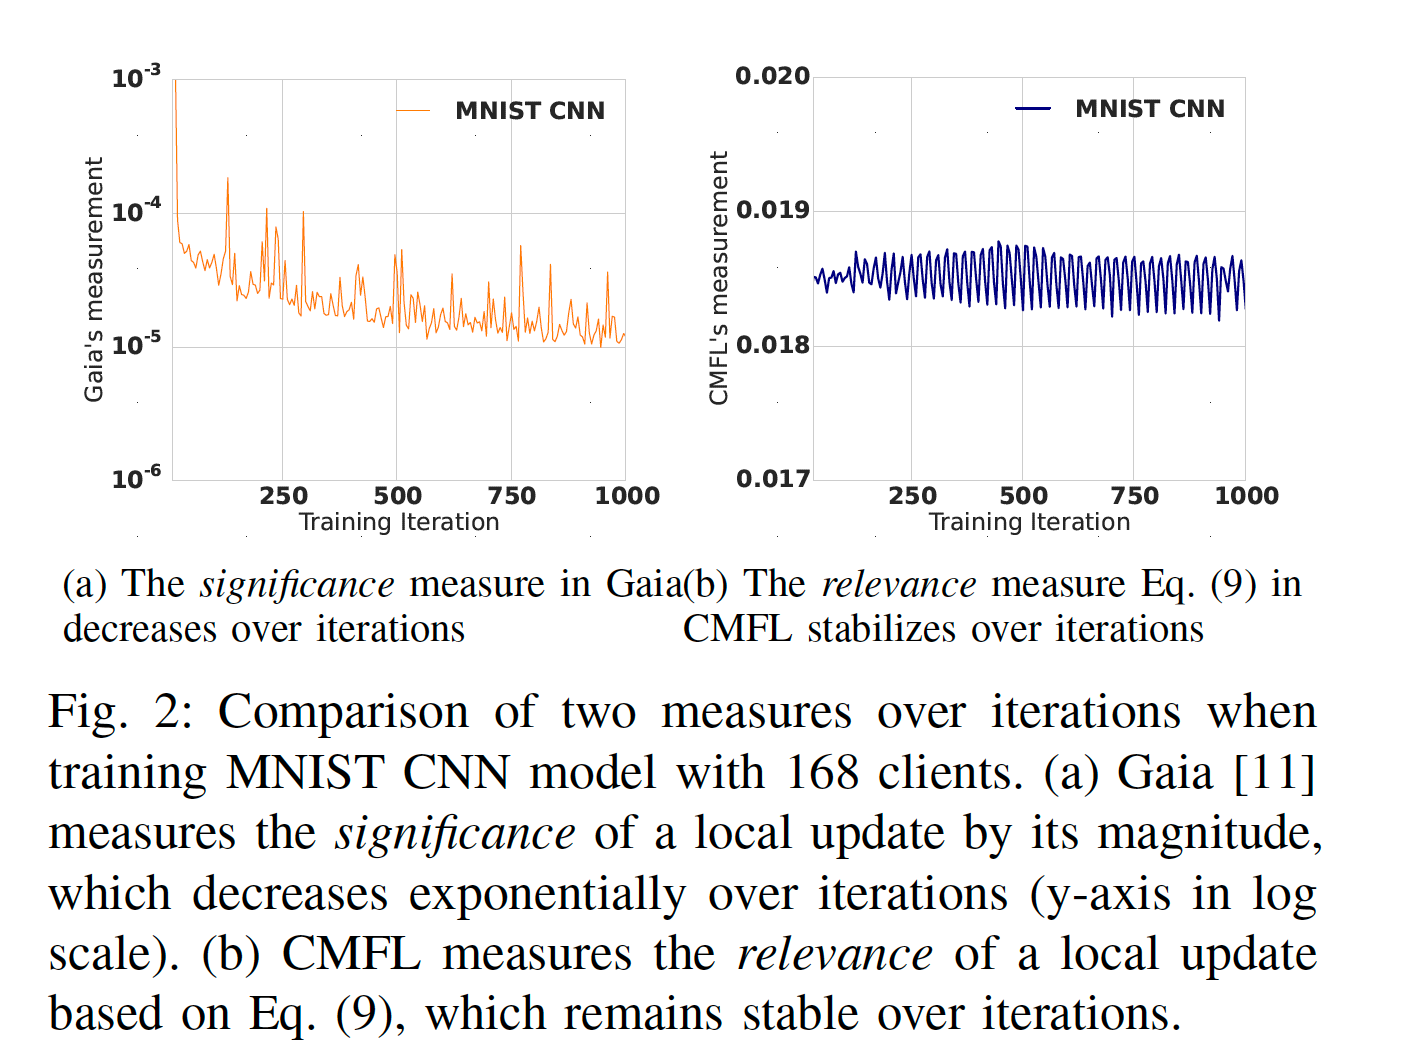 10-3
10-4
10-5
10-6
Gaia's measurement
MNIST CNN
250 500 750 1000
Training Iteration
0.020
0.019
0.018
0.017
CMFL's measurement
MNIST CNN
250 500 750 1000
Training Iteration
(a) The significance measure in Gaia
decreases over iterations
(b) The relevance measure Eq. (9) in
CMFL stabilizes over iterations
Fig. 2: Comparison of two measures over iterations when
training MNIST CNN model with 168 clients. (a) Gaia [11]
measures the significance of a local update by its magnitude,
which decreases exponentially over iterations (y-axis in log
scale). (b) CMFL measures the relevance of a local update
based on Eq. (9), which remains stable over iterations.